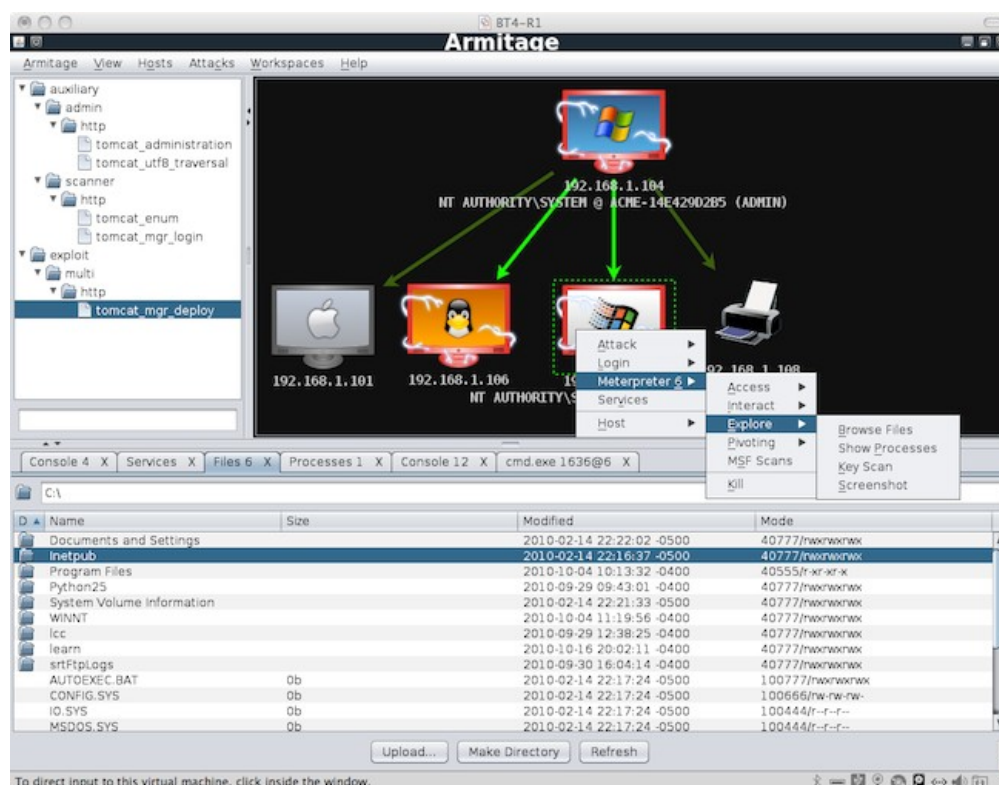 BT4-R1
Armitage
Armitage View Hosts Attacks Workspaces Help
auxiliary
admin
http
tomcat_administration
tomcat_utf8_traversal
scanner
http
tomcat_enum
tomcat_mgr_login
exploit
multi
http
tomcat_mgr_deploy
192.168.1.104
NT AUTHORITY\SYSTEM @ ACME-14E429D2B5 (ADMIN)
192.168.1.101
192.168.1.106
NT AUTHORITY\S
92.168.1.108
Attack
Login
Meterpreter 6
Services
Host
Access
Interact
Explore
Pivoting
MSF Scans
Kill
Browse Files
Show Processes
Key Scan
Screenshot
Console 4 X Services X Files 6 X Processes 1 X Console 12 X cmd.exe 1636@6 X
C:\
D Name Size Modified Mode
Documents and Settings 2010-02-14 22:22:02 -0500 40777/rwxrwxrwx
Inetpub 2010-02-14 22:16:37 -0500 40777/rwxrwxrwx
Program Files 2010-10-04 10:13:32 -0400 40555/r-xr-xr-x
Python25 2010-09-29 09:43:01 -0400 40777/rwxrwxrwx
System Volume Information 2010-02-14 22:21:33 -0500 40777/rwxrwxrwx
WINNT 2010-10-04 11:19:56 -0400 40777/rwxrwxrwx
lcc 2010-09-29 12:38:25 -0400 40777/rwxrwxrwx
learn 2010-10-16 20:02:11 -0400 40777/rwxrwxrwx
srtFtpLogs 2010-09-30 16:04:14 -0400 40777/rwxrwxrwx
AUTOEXEC.BAT 0b 2010-02-14 22:17:24 -0500 100777/rwxrwxrwx
CONFIG.SYS 0b 2010-02-14 22:17:24 -0500 100666/rw-rw-rw-
IO.SYS 0b 2010-02-14 22:17:24 -0500 100444/r--r--r--
MSDOS.SYS 0b 2010-02-14 22:17:24 -0500 100444/r--r--r--
Upload... Make Directory Refresh
To direct input to this virtual machine, click inside the window.